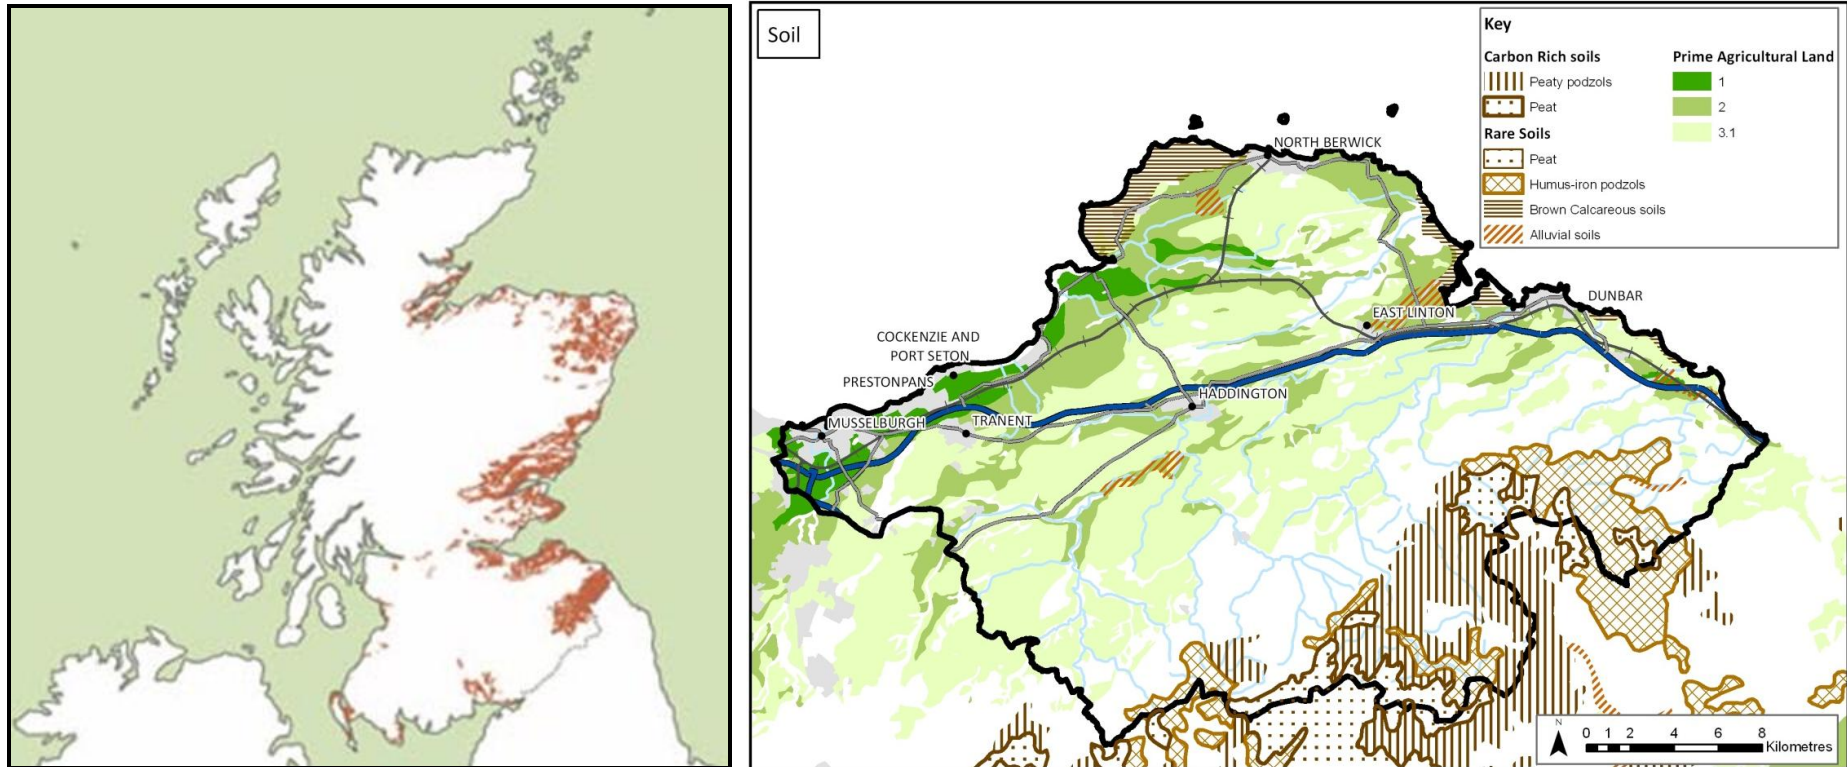 Soil
Key
Carbon Rich soils
Peaty podzols
Peat
Rare Soils
Peat
Humus-iron podzols
Brown Calcareous soils
Alluvial soils
Prime Agricultural Land
1
2
3.1
NORTH BERWICK
DUNBAR
EAST LINTON
COCKENZIE AND
PORT SETON
PRESTONPANS
HADDINGTON
MUSSELBURGH
TRANENT
N
0 1 2 4 6 8
Kilometres